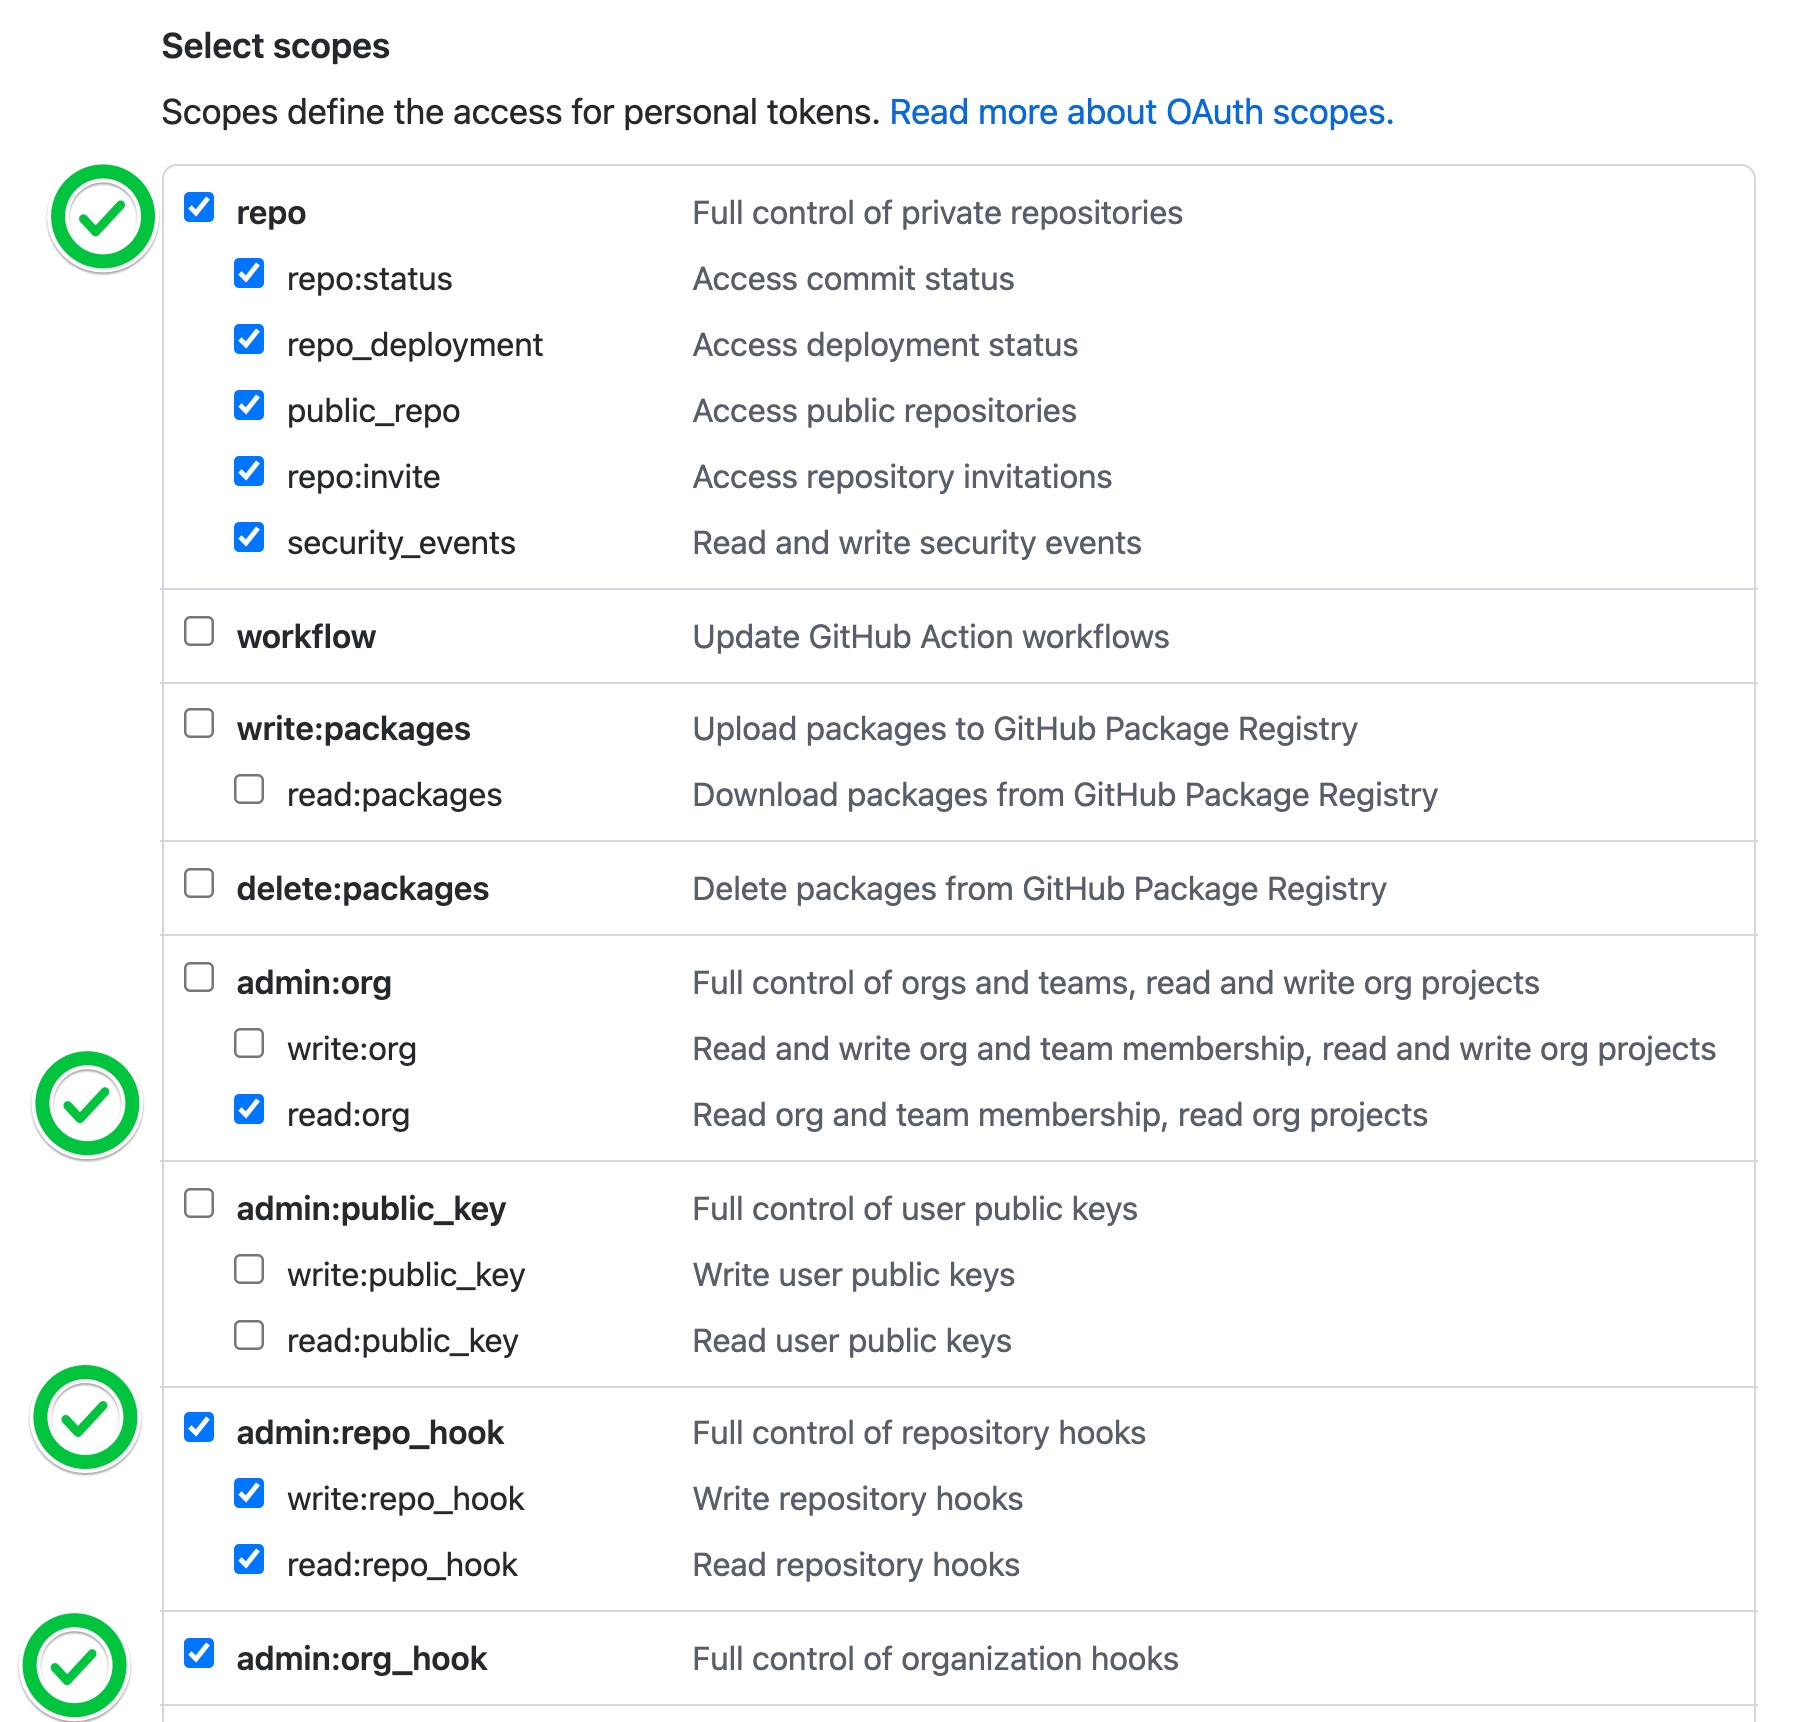 Select scopes
Scopes define the access for personal tokens. Read more about OAuth scopes.
repo Full control of private repositories
repo:status Access commit status
repo_deployment Access deployment status
public_repo Access public repositories
repo:invite Access repository invitations
security_events Read and write security events
workflow Update GitHub Action workflows
write:packages Upload packages to GitHub Package Registry
read:packages Download packages from GitHub Package Registry
delete:packages Delete packages from GitHub Package Registry
admin:org Full control of orgs and teams, read and write org projects
write:org Read and write org and team membership, read and write org projects
read:org Read org and team membership, read org projects
admin:public_key Full control of user public keys
write:public_key Write user public keys
read:public_key Read user public keys
admin:repo_hook Full control of repository hooks
write:repo_hook Write repository hooks
read:repo_hook Read repository hooks
admin:org_hook Full control of organization hooks